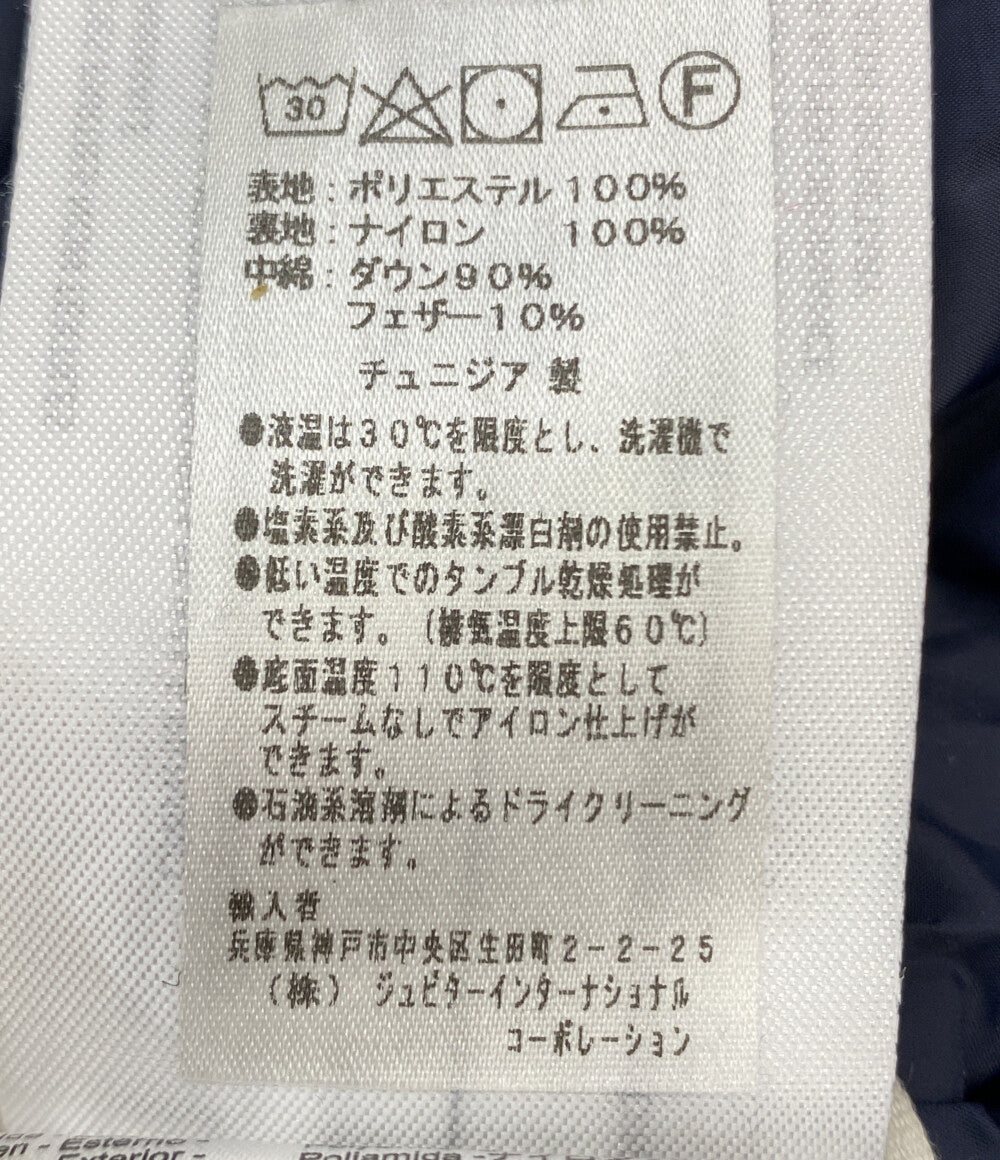 30 F
表地：ポリエステル100%
裏地：ナイロン 100%
中綿：ダウン90%
フェザー10%
チュニジア 製
●液温は30℃を限度とし、洗濯機で
洗濯ができます。
●塩素系及び酸素系漂白剤の使用禁止。
●低い温度でのタンブル乾燥処理が
できます。(排気温度上限60℃)
●底面温度110℃を限度として
スチームなしでアイロン仕上げが
できます。
●石油系溶剤によるドライクリーニング
ができます。
輸入者
兵庫県神戸市中央区生田町2-2-25
(株) ジュピターインターナショナル
コーポレーション
Esterno -
Exterior -
Poliamida -